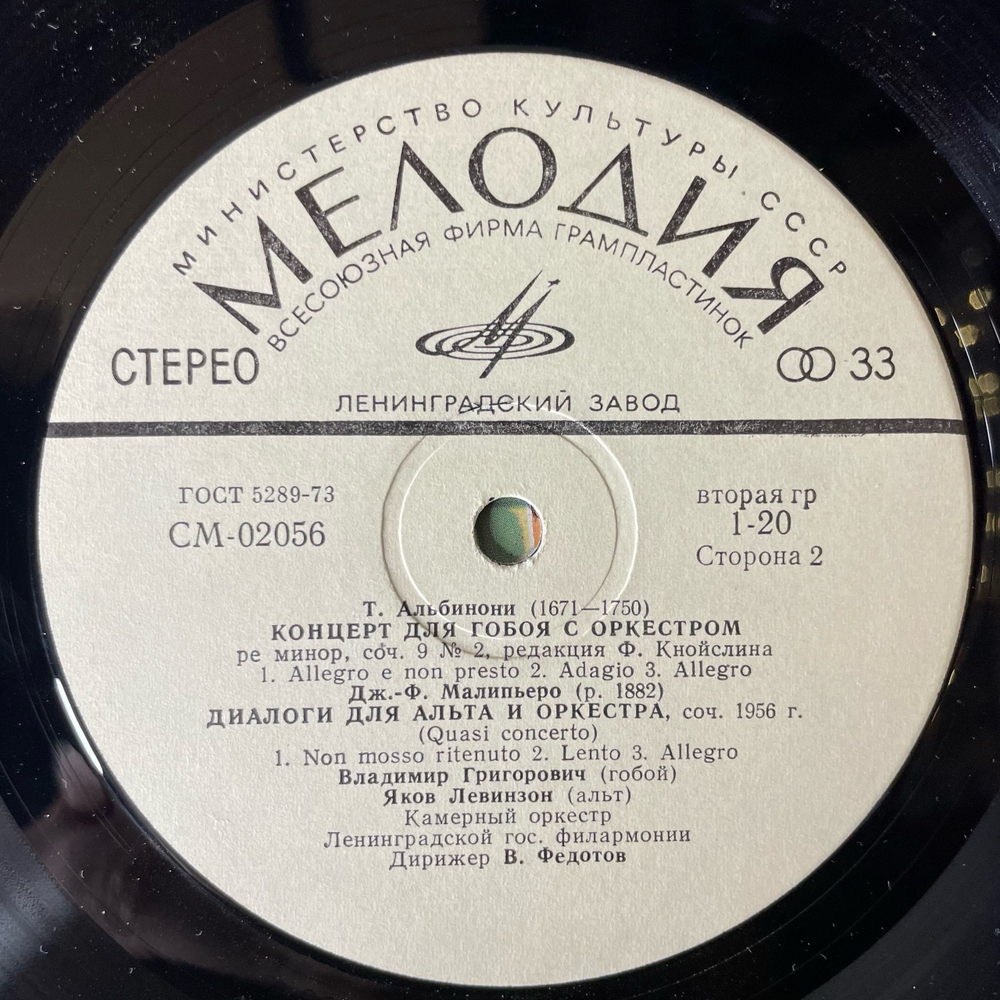 МИНИСТЕРСТВО КУЛЬТУРЫ СССР
МЕЛОДИЯ
ВСЕСОЮЗНАЯ ФИРМА ГРАМПЛАСТИНОК
СТЕРЕО
33
ЛЕНИНГРАДСКИЙ ЗАВОД
ГОСТ 5289-73
СМ-02056
вторая гр
1-20
Сторона 2
Т. Альбинони (1671—1750)
КОНЦЕРТ ДЛЯ ГОБОЯ С ОРКЕСТРОМ
ре минор, соч. 9 № 2, редакция Ф. Кнойслина
1. Allegro e non presto 2. Adagio 3. Allegro
Дж.-Ф. Малипьеро (р. 1882)
ДИАЛОГИ ДЛЯ АЛЬТА И ОРКЕСТРА, соч. 1956 г.
(Quasi concerto)
1. Non mosso ritenuto 2. Lento 3. Allegro
Владимир Григорович (гобой)
Яков Левинзон (альт)
Камерный оркестр
Ленинградской гос. филармонии
Дирижер В. Федотов